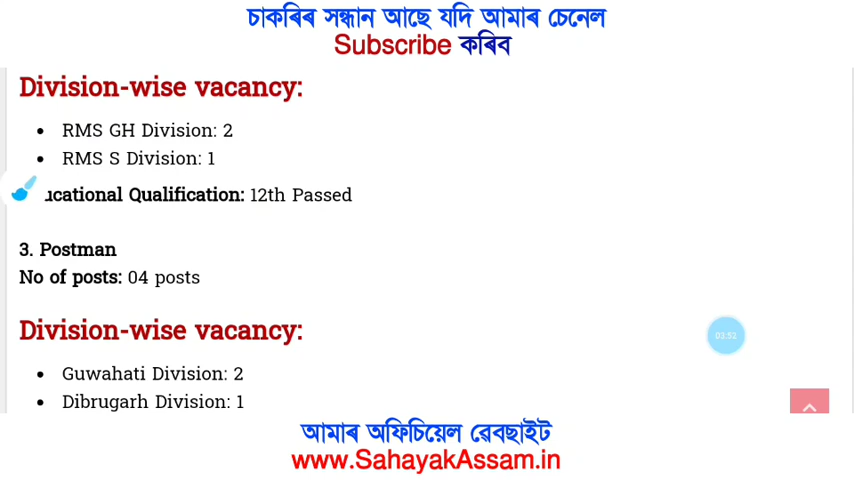 চাকৰিৰ সন্ধান আছে যদি আমাৰ চেনেল
Subscribe কৰিব
Division-wise vacancy:
• RMS GH Division: 2
• RMS S Division: 1
ucational Qualification: 12th Passed
3. Postman
No of posts: 04 posts
Division-wise vacancy:
• Guwahati Division: 2
03:52
• Dibrugarh Division: 1
আমাৰ অফিচিয়েল ৱেবছাইট
www.SahayakAssam.in